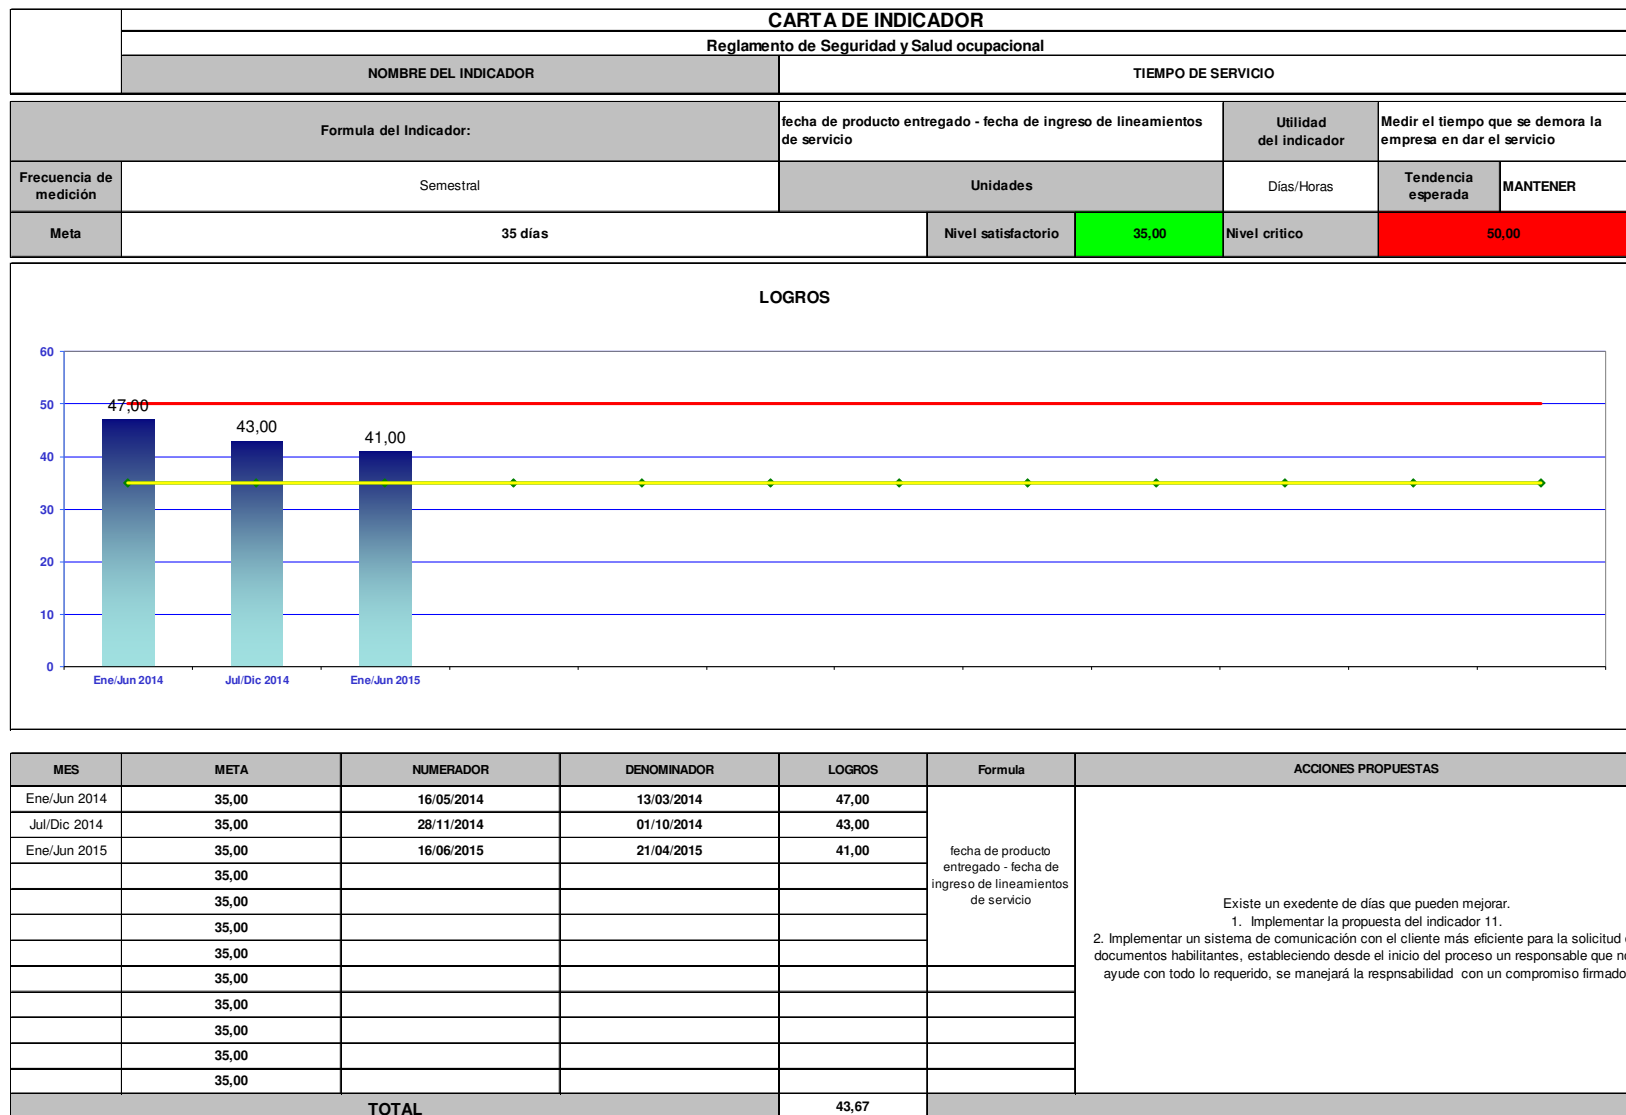 CARTA DE INDICADOR
Reglamento de Seguridad y Salud ocupacional
NOMBRE DEL INDICADOR
TIEMPO DE SERVICIO
Formula del Indicador:
fecha de producto entregado - fecha de ingreso de lineamientos
de servicio
Utilidad
del indicador
Medir el tiempo que se demora la
empresa en dar el servicio
Frecuencia de
medición
Semestral
Unidades
Días/Horas
Tendencia
esperada
MANTENER
Meta
35 días
Nivel satisfactorio
35,00
Nivel critico
50,00
LOGROS
60
50
40
30
20
10
0
47,00
43,00
41,00
Ene/Jun 2014
Jul/Dic 2014
Ene/Jun 2015
MES META NUMERADOR DENOMINADOR LOGROS Formula ACCIONES PROPUESTAS
Ene/Jun 2014 35,00 16/05/2014 13/03/2014 47,00
Jul/Dic 2014 35,00 28/11/2014 01/10/2014 43,00
Ene/Jun 2015 35,00 16/06/2015 21/04/2015 41,00
35,00
35,00
35,00
35,00
35,00
35,00
35,00
35,00
35,00
fecha de producto
entregado - fecha de
ingreso de lineamientos
de servicio
Existe un exedente de días que pueden mejorar.
1. Implementar la propuesta del indicador 11.
2. Implementar un sistema de comunicación con el cliente más eficiente para la solicitud
documentos habilitantes, estableciendo desde el inicio del proceso un responsable que
ayude con todo lo requerido, se manejará la respnsabilidad con un compromiso firmado
TOTAL 43,67